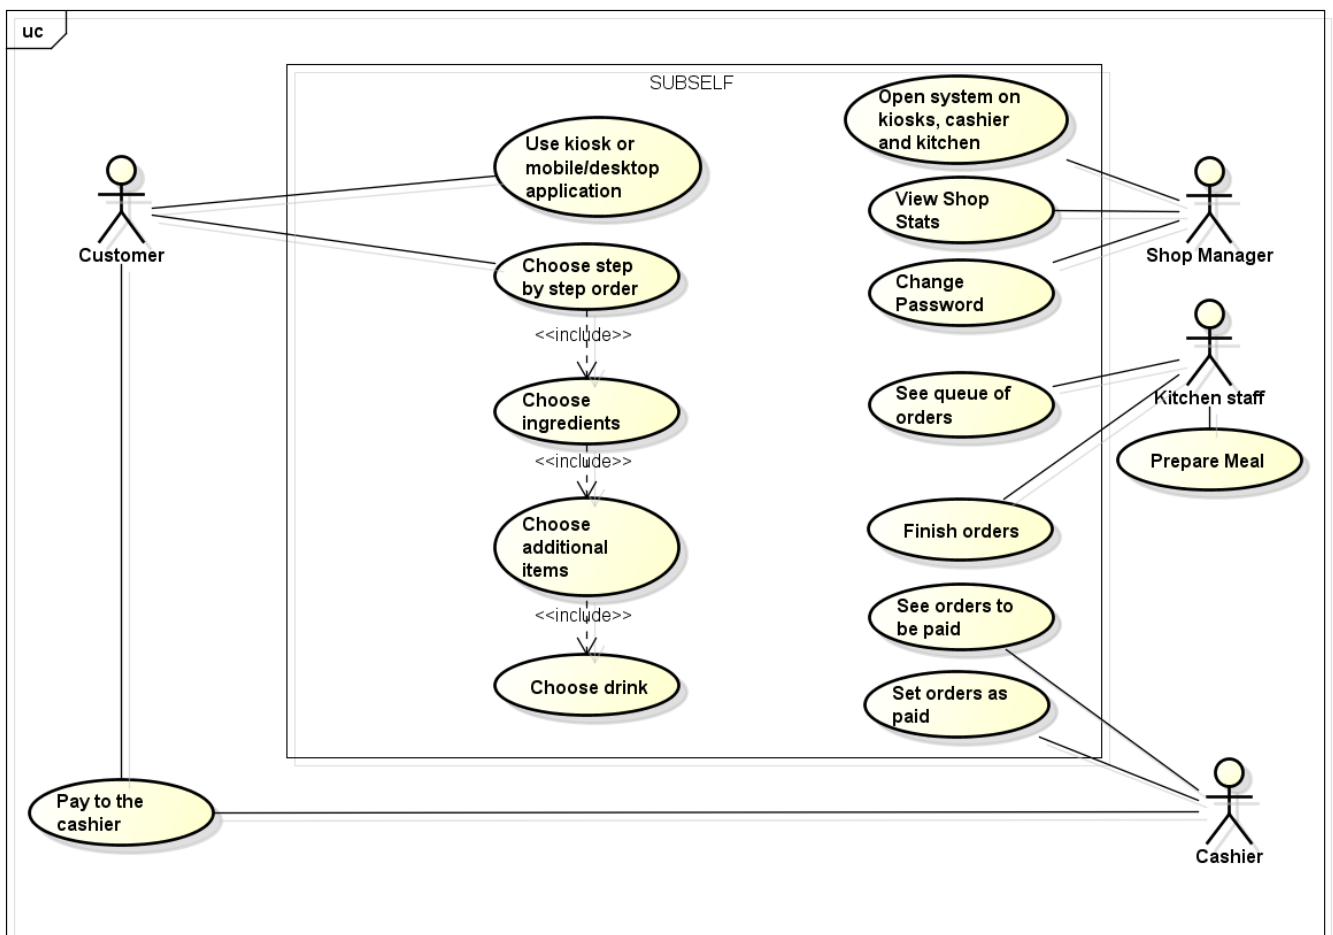 uc
SUBSELF
Use kiosk or
mobile/desktop
application
Choose step
by step order
<<include>>
Choose
ingredients
<<include>>
Choose
additional
items
<<include>>
Choose drink
Open system on
kiosks, cashier
and kitchen
View Shop
Stats
Change
Password
See queue of
orders
Finish orders
See orders to
be paid
Set orders as
paid
Customer
Shop Manager
Kitchen staff
Prepare Meal
Pay to the
cashier
Cashier